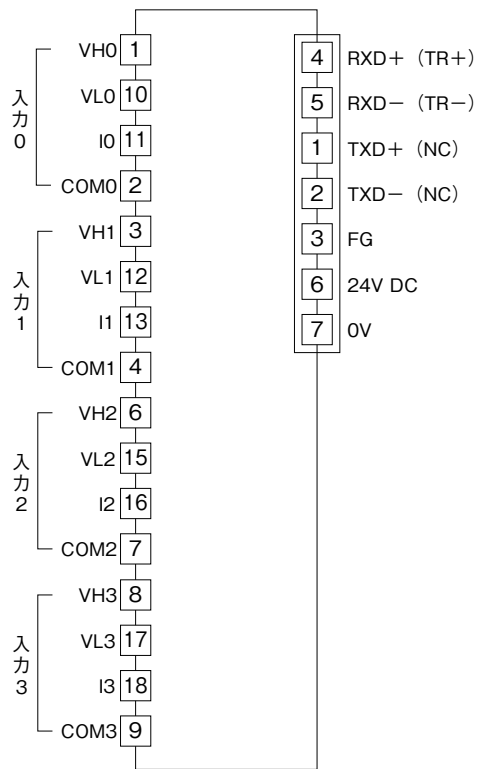 入力0
VH0 1
VL0 10
I0 11
COM0 2
入力1
VH1 3
VL1 12
I1 13
COM1 4
入力2
VH2 6
VL2 15
I2 16
COM2 7
入力3
VH3 8
VL3 17
I3 18
COM3 9
4 RXD+（TR+）
5 RXD−（TR−）
1 TXD+（NC）
2 TXD−（NC）
3 FG
6 24V DC
7 0V